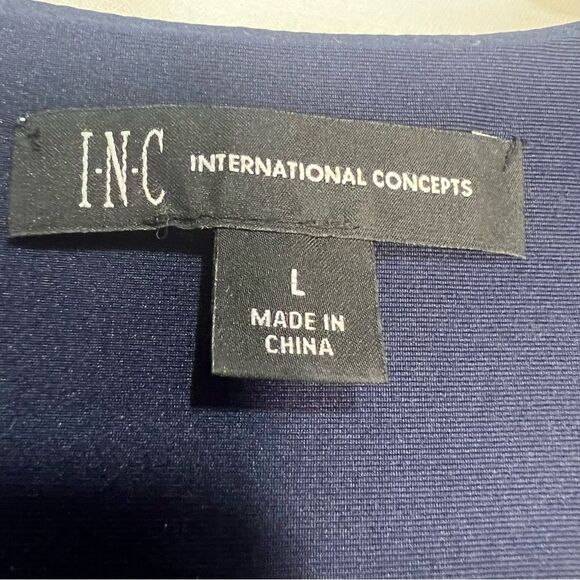 I·N·C INTERNATIONAL CONCEPTS
L
MADE IN
CHINA